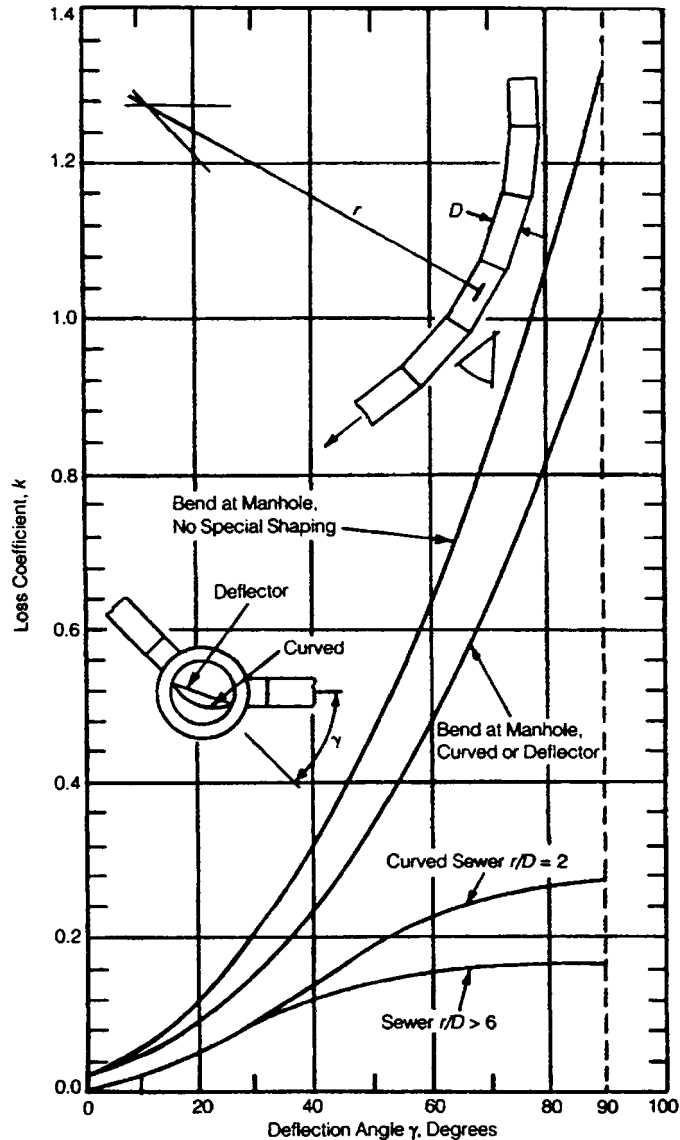 1.4
1.2
1.0
0.8
0.6
0.4
0.2
0.0
Loss Coefficient, k
r
D
Bend at Manhole,
No Special Shaping
Deflector
Curved
γ
Bend at Manhole,
Curved or Deflector
Curved Sewer r/D = 2
Sewer r/D > 6
0
20
40
60
80
90
100
Deflection Angle γ, Degrees